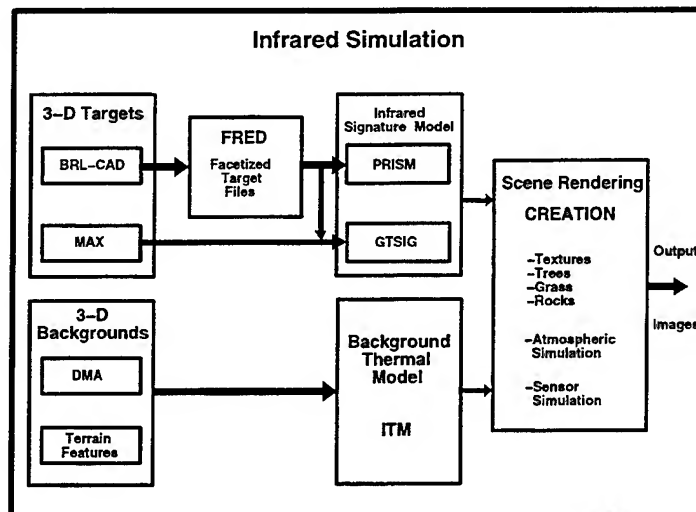 Infrared Simulation
3-D Targets
BRL-CAD
MAX
FRED
Facetized
Target
Files
Infrared
Signature Model
PRISM
GTSIG
3-D
Backgrounds
DMA
Terrain
Features
Background
Thermal
Model
ITM
Scene Rendering
CREATION
-Textures
-Trees
-Grass
-Rocks
-Atmospheric
Simulation
-Sensor
Simulation
Output
Images